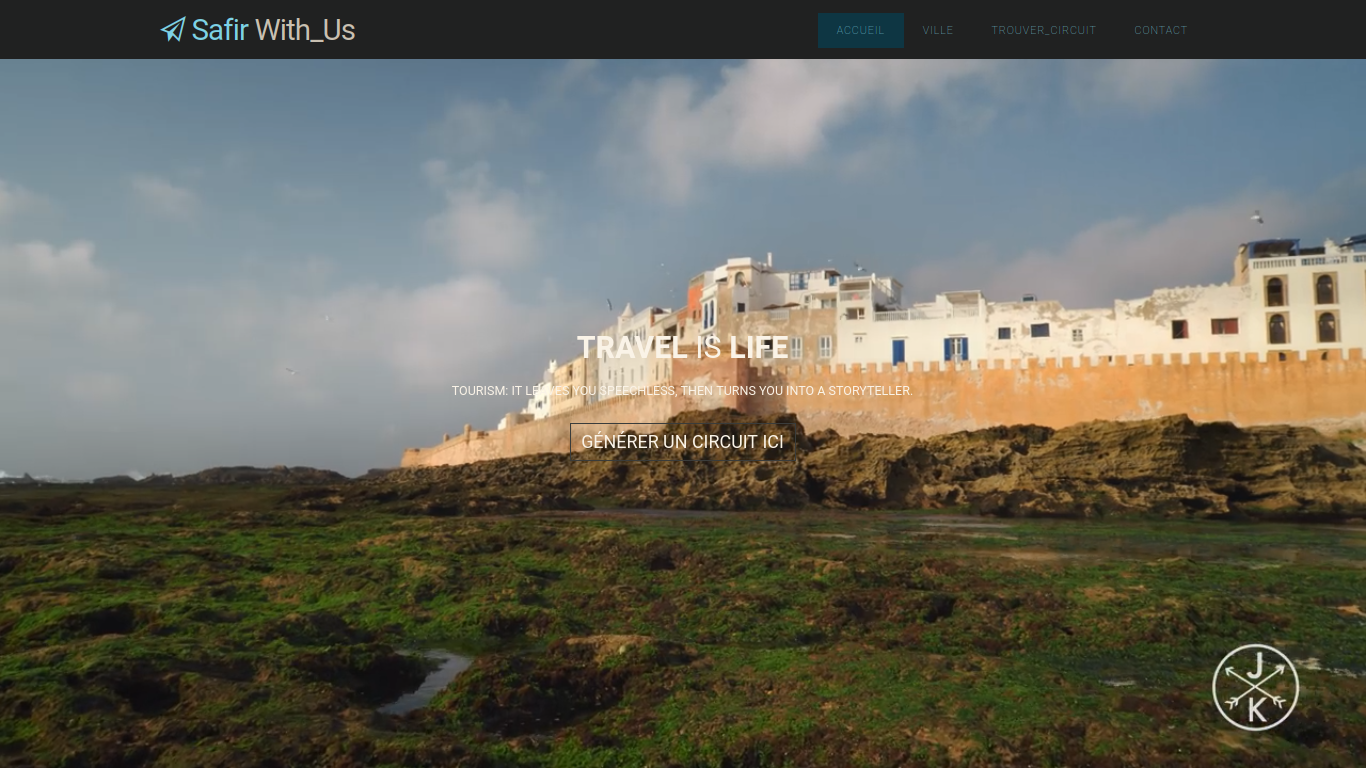 Safir With_Us
ACCUEIL
VILLE
TROUVER_CIRCUIT
CONTACT
TRAVEL IS LIFE
TOURISM: IT LEAVES YOU SPEECHLESS, THEN TURNS YOU INTO A STORYTELLER.
GÉNÉRER UN CIRCUIT ICI
J
K